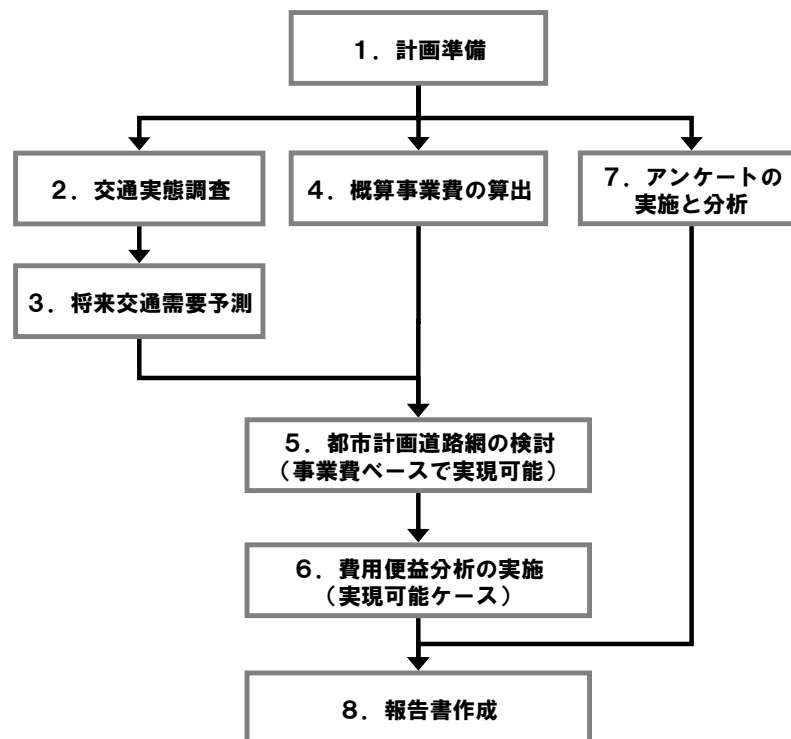 1．計画準備
2．交通実態調査
4．概算事業費の算出
7．アンケートの
実施と分析
3．将来交通需要予測
5．都市計画道路網の検討
（事業費ベースで実現可能）
6．費用便益分析の実施
（実現可能ケース）
8．報告書作成